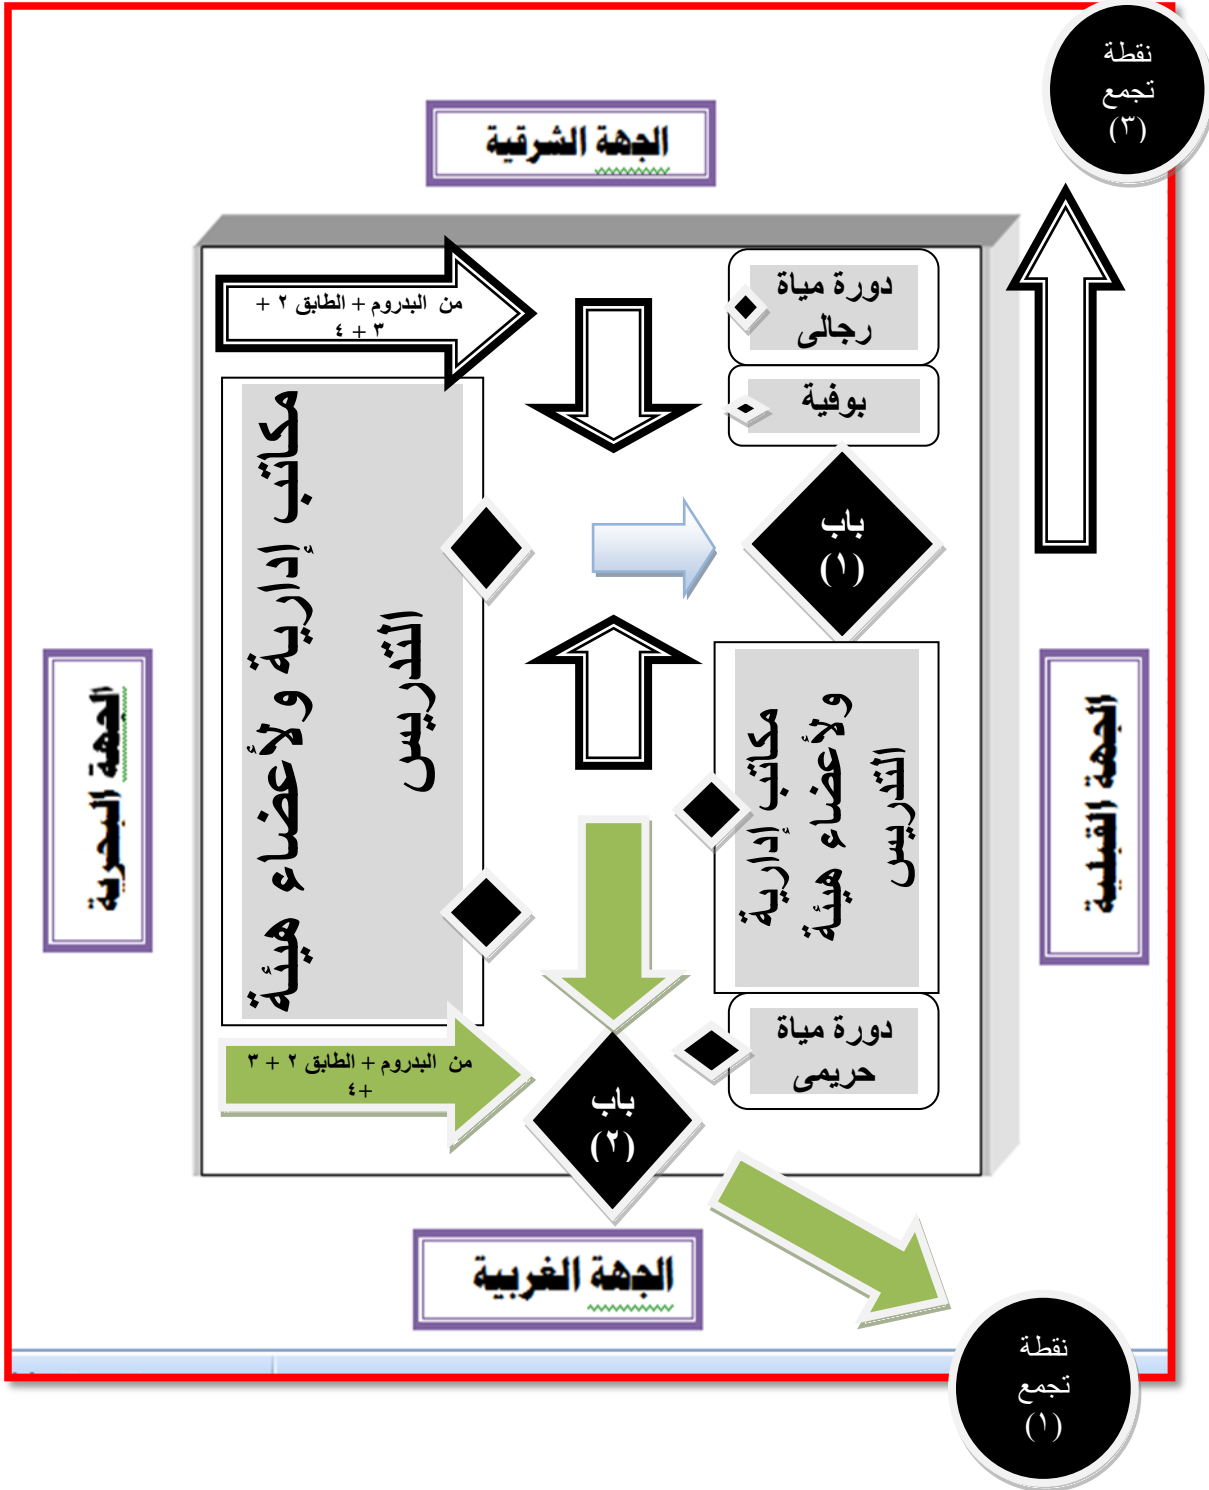 نقطة
تجمع
(٣)
الجهة الشرقية
من البدروم + الطابق ٢ +
٣ + ٤
دورة مياة
رجالى
بوفية
باب
(١)
مكاتب إدارية ولأعضاء هيئة
التدريس
مكاتب إدارية
ولأعضاء هيئة
التدريس
الجهة البحرية
الجهة القبلية
من البدروم + الطابق ٢ + ٣
+٤
دورة مياة
حريمى
باب
(٢)
الجهة الغربية
نقطة
تجمع
(١)